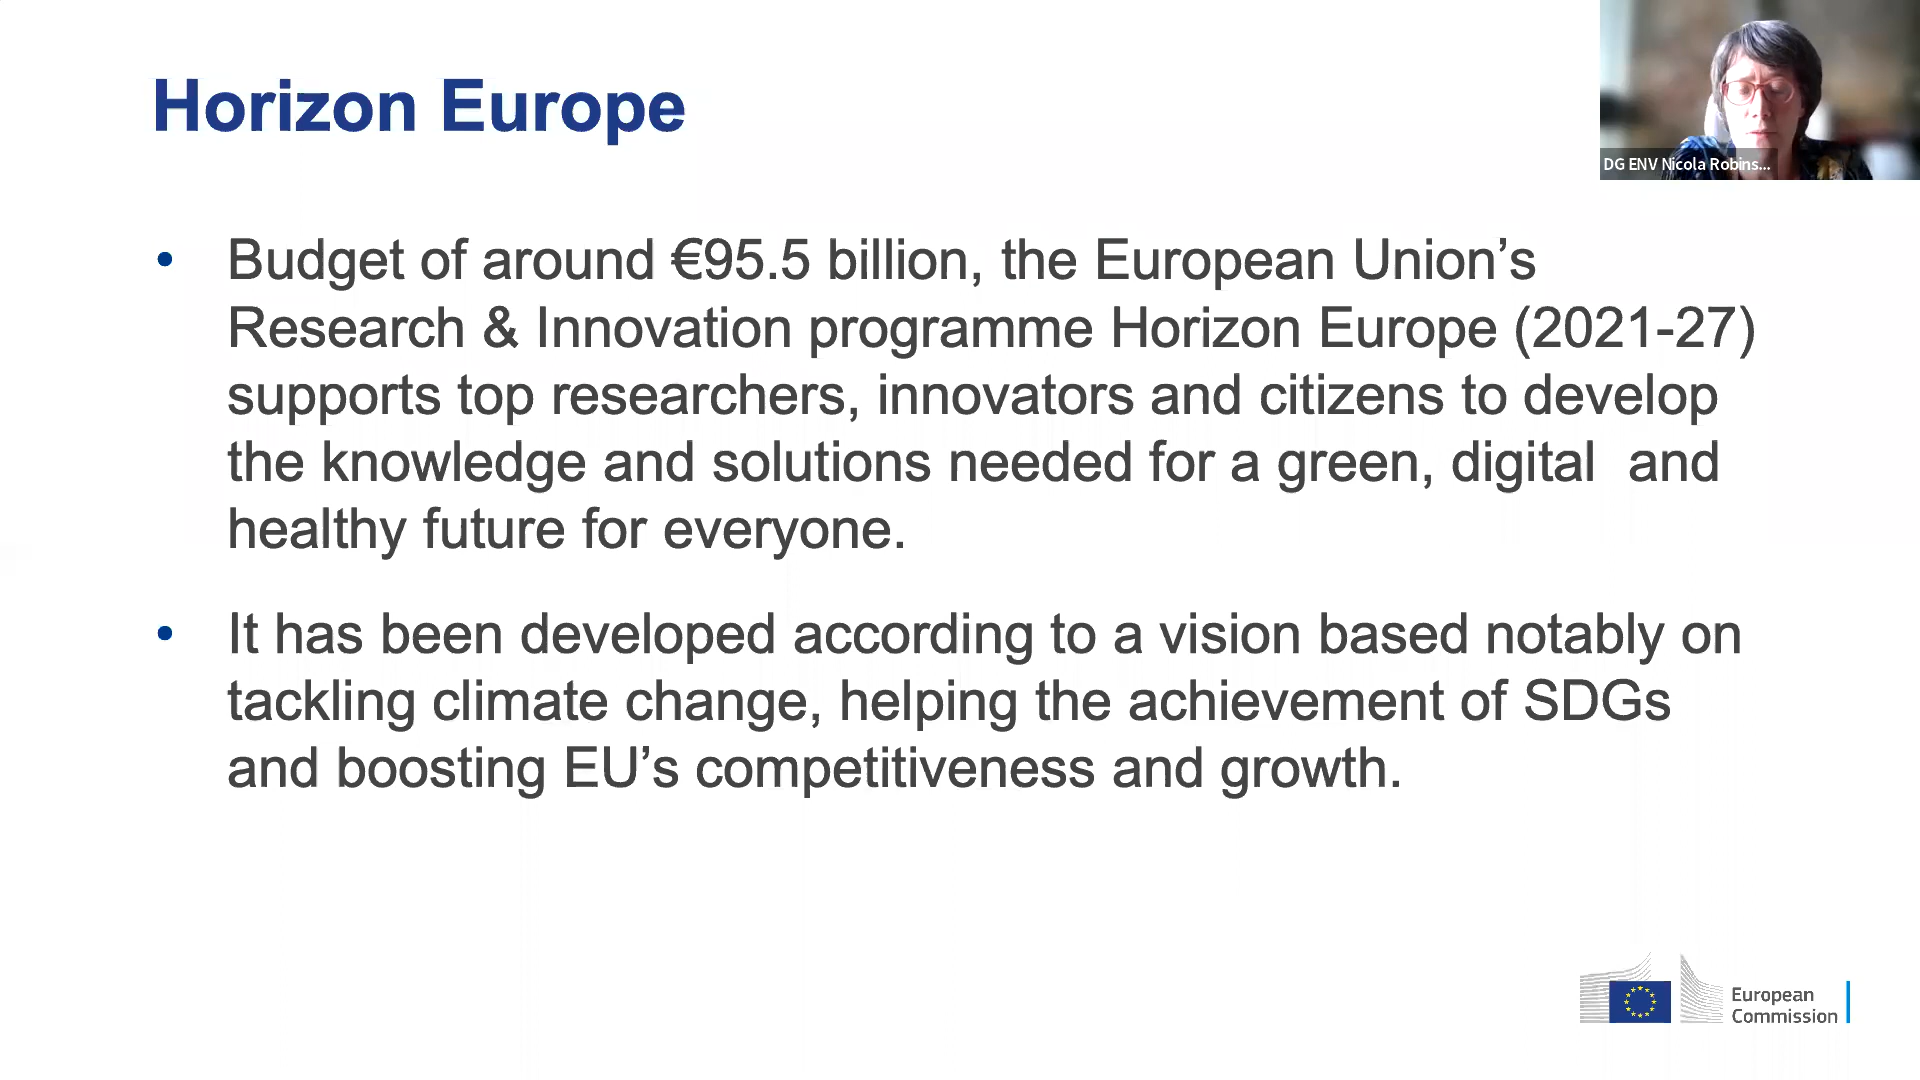 Horizon Europe
DG ENV Nicola Robins...
• Budget of around €95.5 billion, the European Union’s
Research & Innovation programme Horizon Europe (2021-27)
supports top researchers, innovators and citizens to develop
the knowledge and solutions needed for a green, digital  and
healthy future for everyone.
• It has been developed according to a vision based notably on
tackling climate change, helping the achievement of SDGs
and boosting EU’s competitiveness and growth.
European
Commission